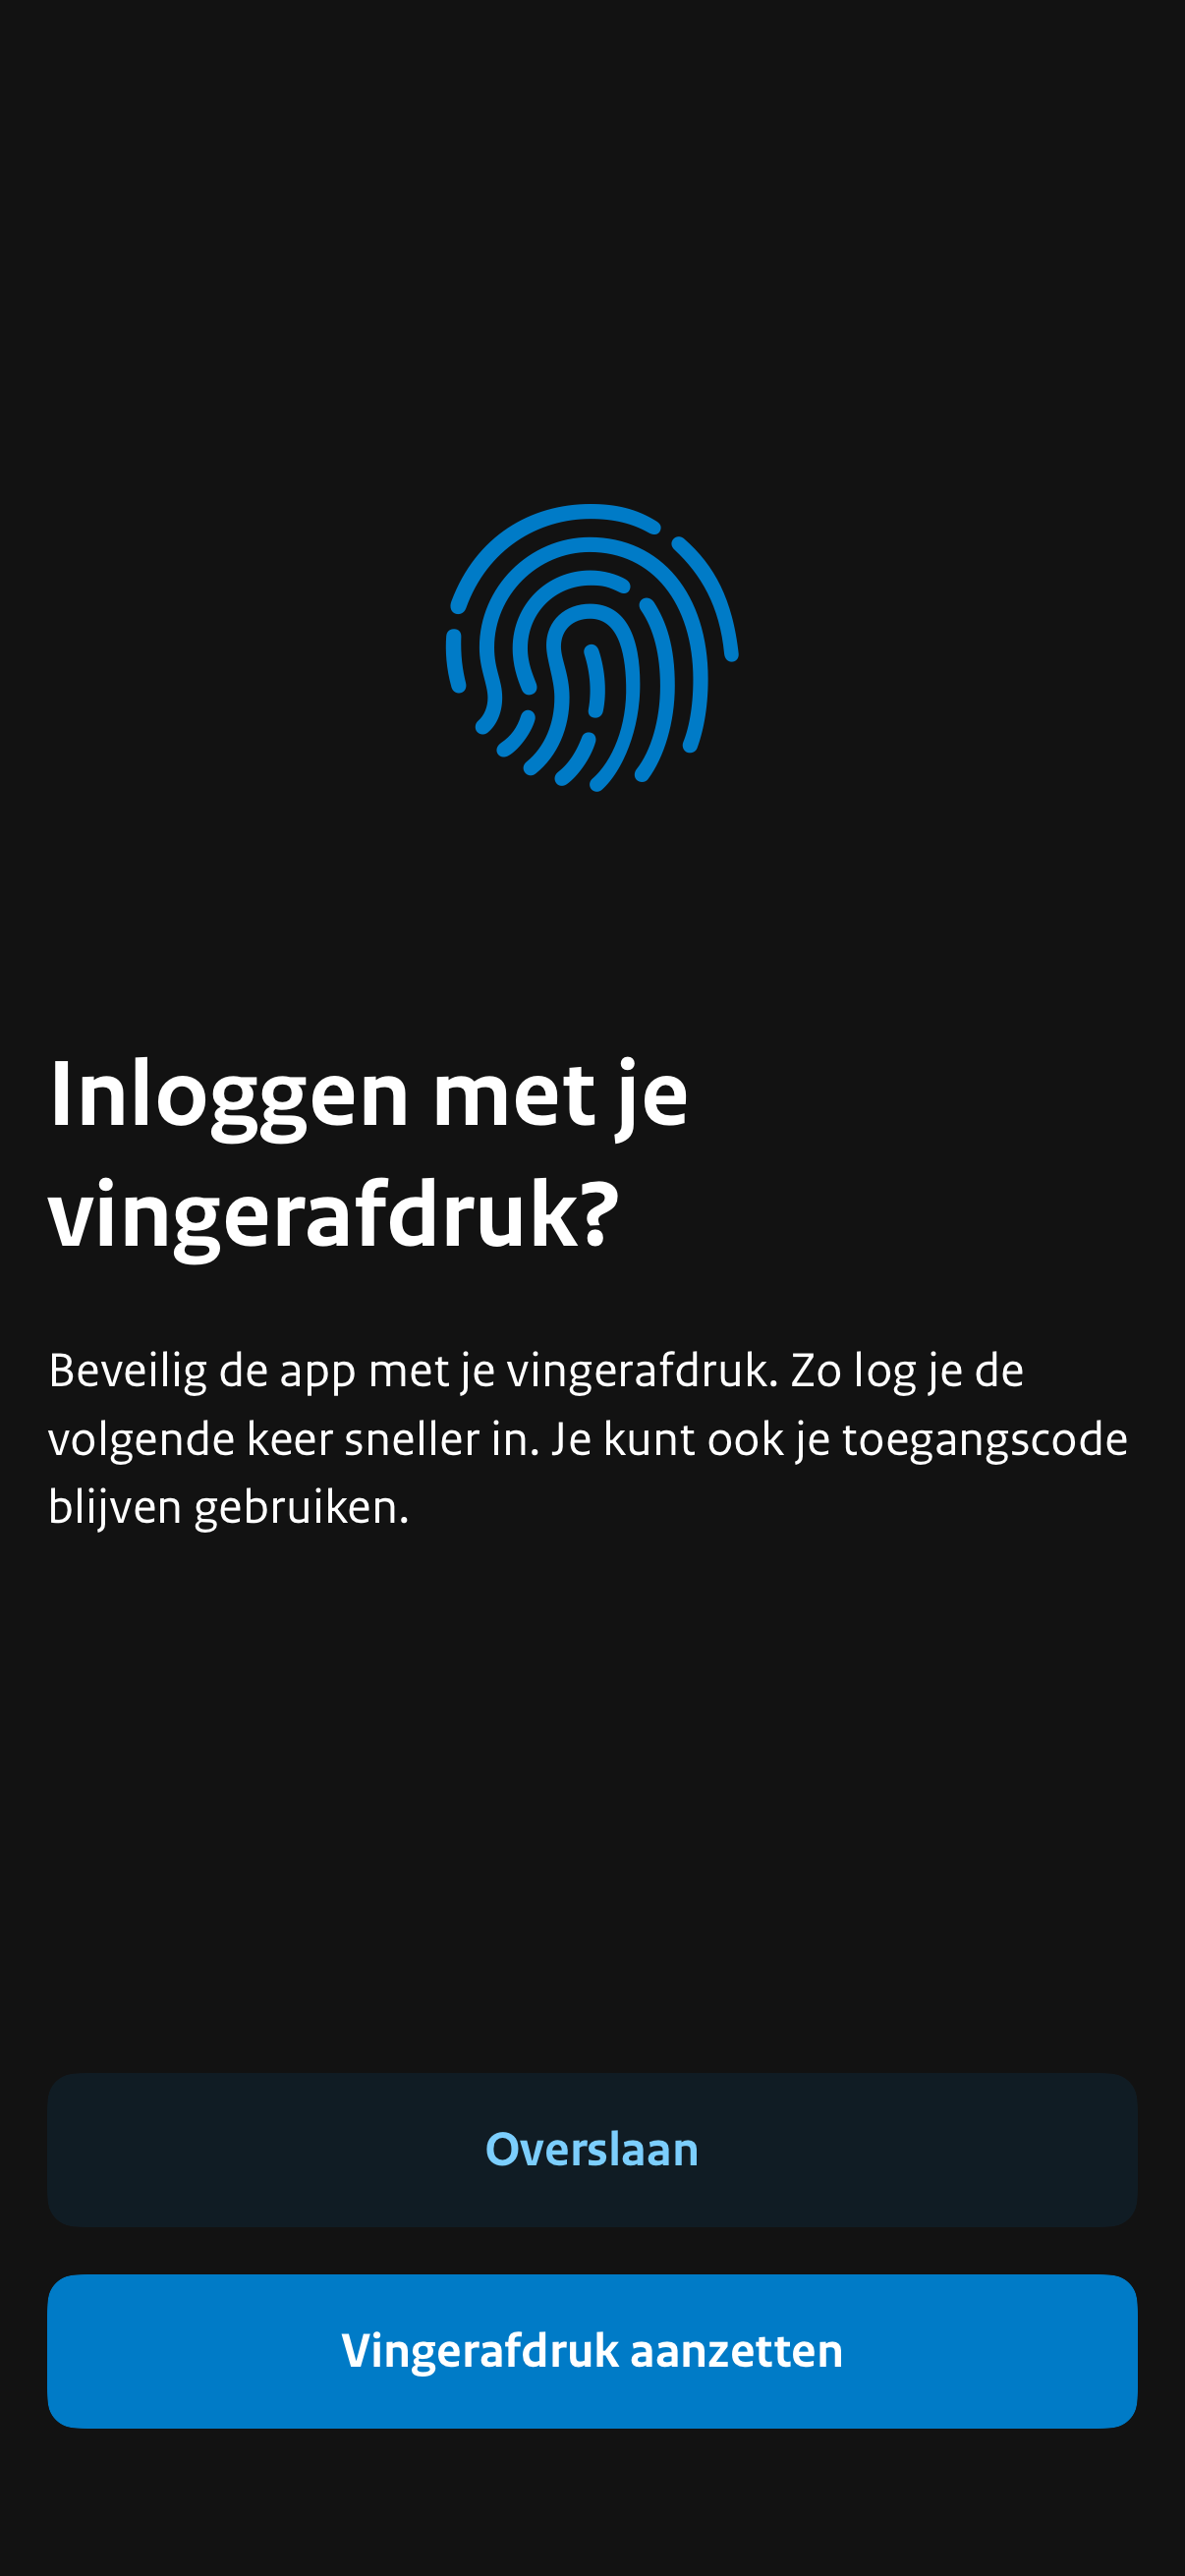 Inloggen met je
vingerafdruk?
Beveilig de app met je vingerafdruk. Zo log je de
volgende keer sneller in. Je kunt ook je toegangscode
blijven gebruiken.
Overslaan
Vingerafdruk aanzetten